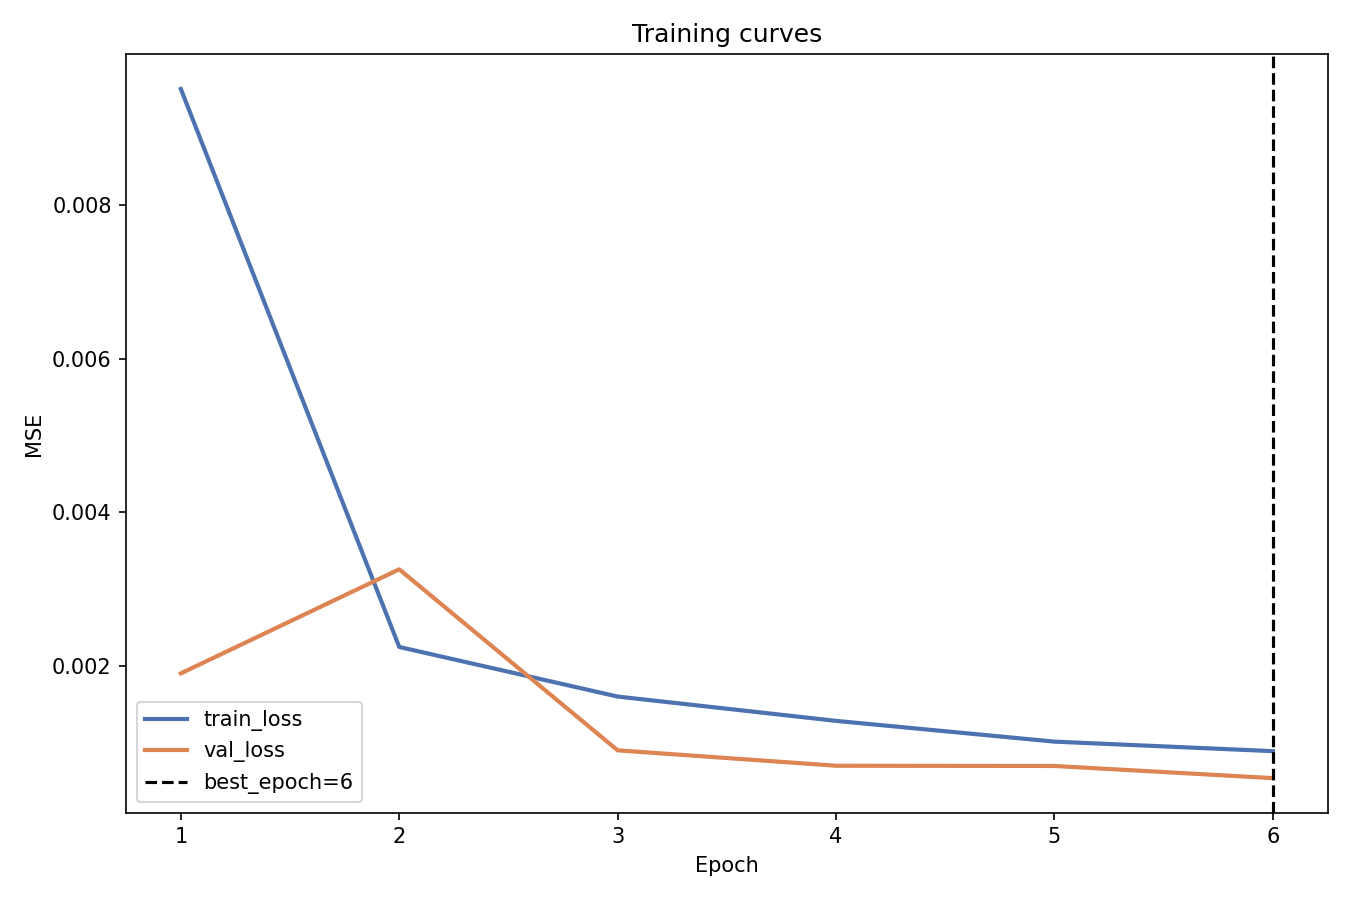 Training curves
MSE
0.008
0.006
0.004
0.002
train_loss
val_loss
best_epoch=6
1 2 3 4 5 6
Epoch